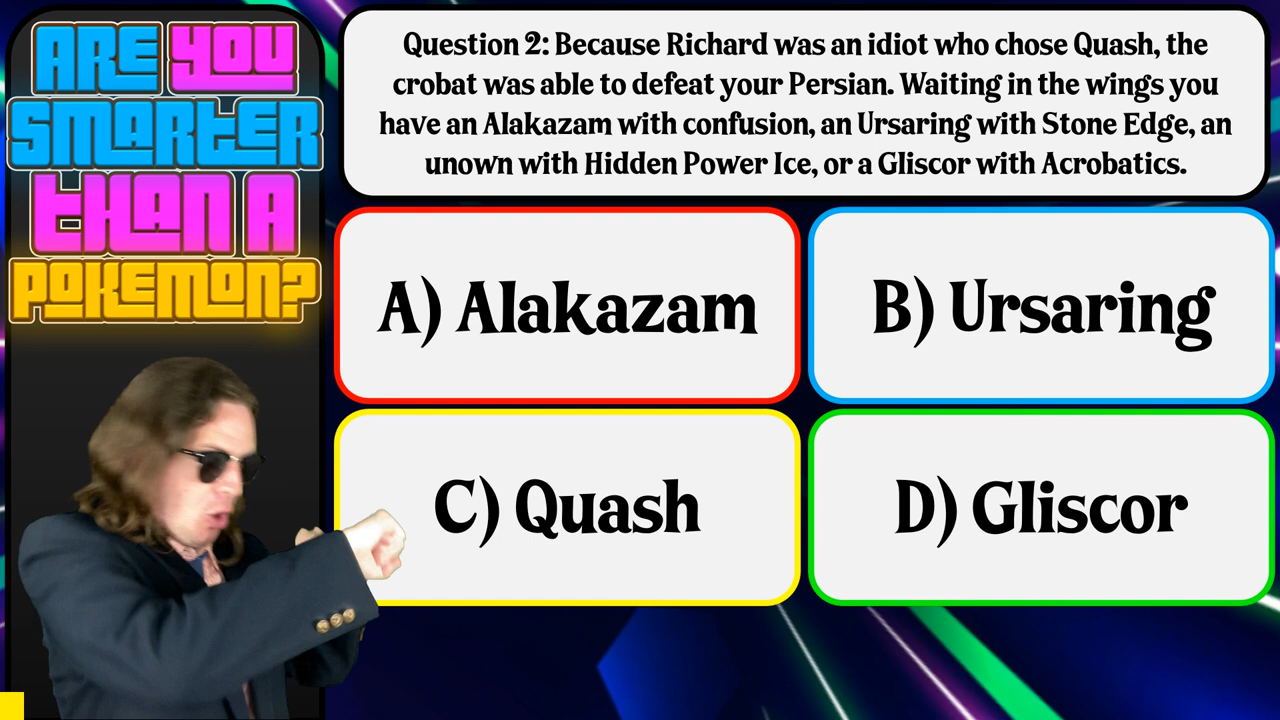 ARE YOU
SMARTER
THAN A
POKEMON?
Question 2: Because Richard was an idiot who chose Quash, the
crobat was able to defeat your Persian. Waiting in the wings you
have an Alakazam with confusion, an Ursaring with Stone Edge, an
unown with Hidden Power Ice, or a Gliscor with Acrobatics.
A) Alakazam
B) Ursaring
C) Quash
D) Gliscor